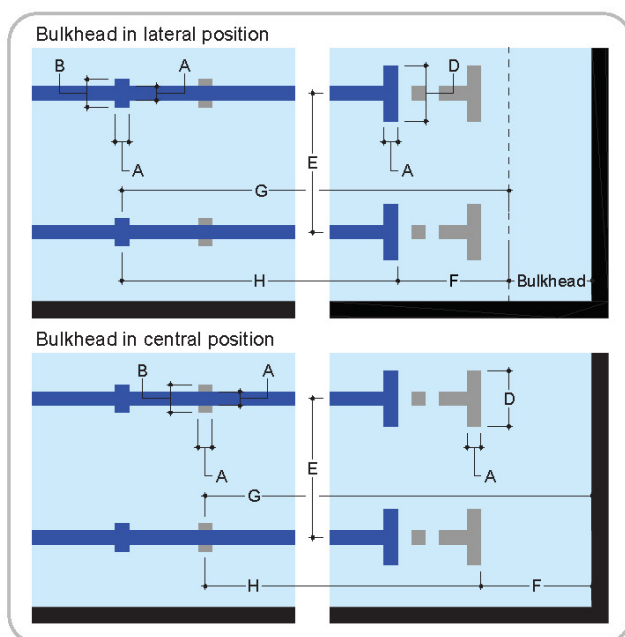 Bulkhead in lateral position
B A D
A A
E
G
H F Bulkhead
Bulkhead in central position
B A
D
A A
E
G
H F